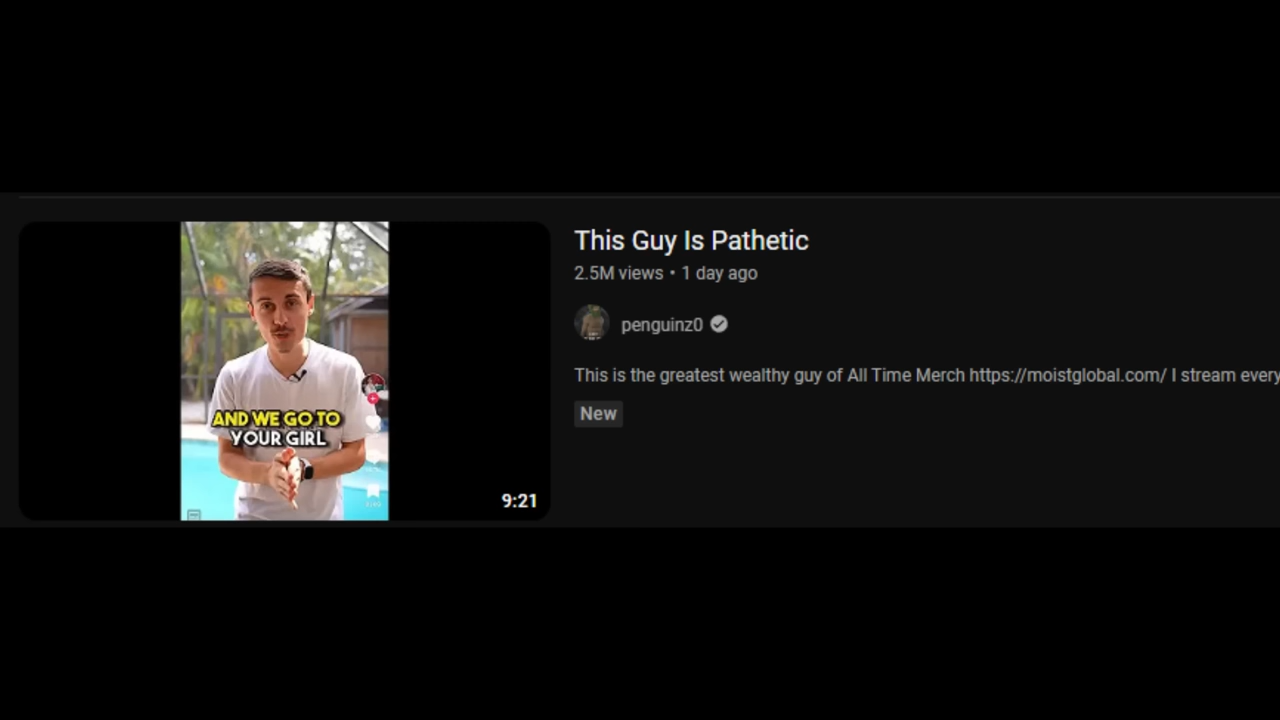 AND WE GO TO
YOUR GIRL
9:21
This Guy Is Pathetic
2.5M views • 1 day ago
penguinz0
This is the greatest wealthy guy of All Time Merch https://moistglobal.com/ I stream every
New